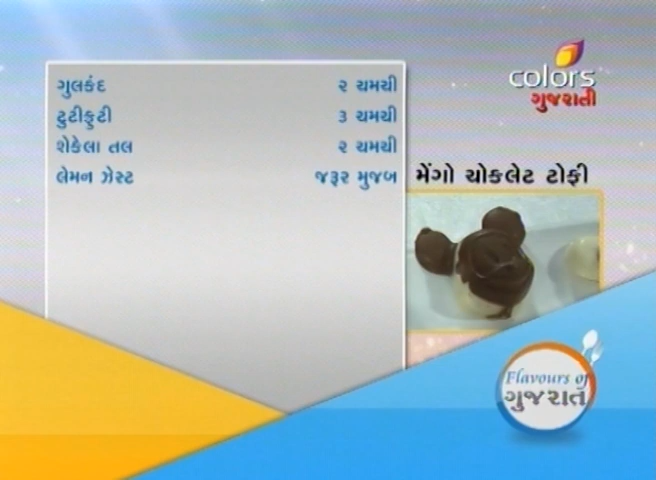 ગુલકંદ ૨ ચમચી
ટુટીફ્રુટી ૩ ચમચી
શેકેલા તલ ૨ ચમચી
લેમન ઝેસ્ટ જરૂર મુજબ
colors
ગુજરાતી
મેંગો ચોકલેટ ટોફી
Flavours of
ગુજરાત